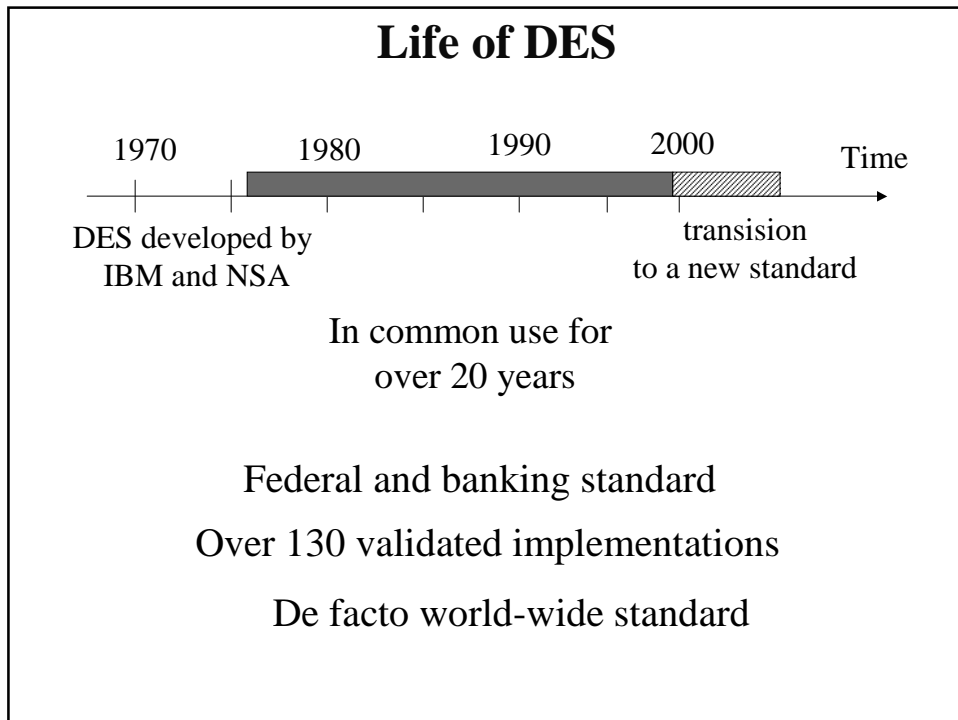 Life of DES
1970 1980 1990 2000 Time
DES developed by
IBM and NSA
transision
to a new standard
In common use for
over 20 years
Federal and banking standard
Over 130 validated implementations
De facto world-wide standard